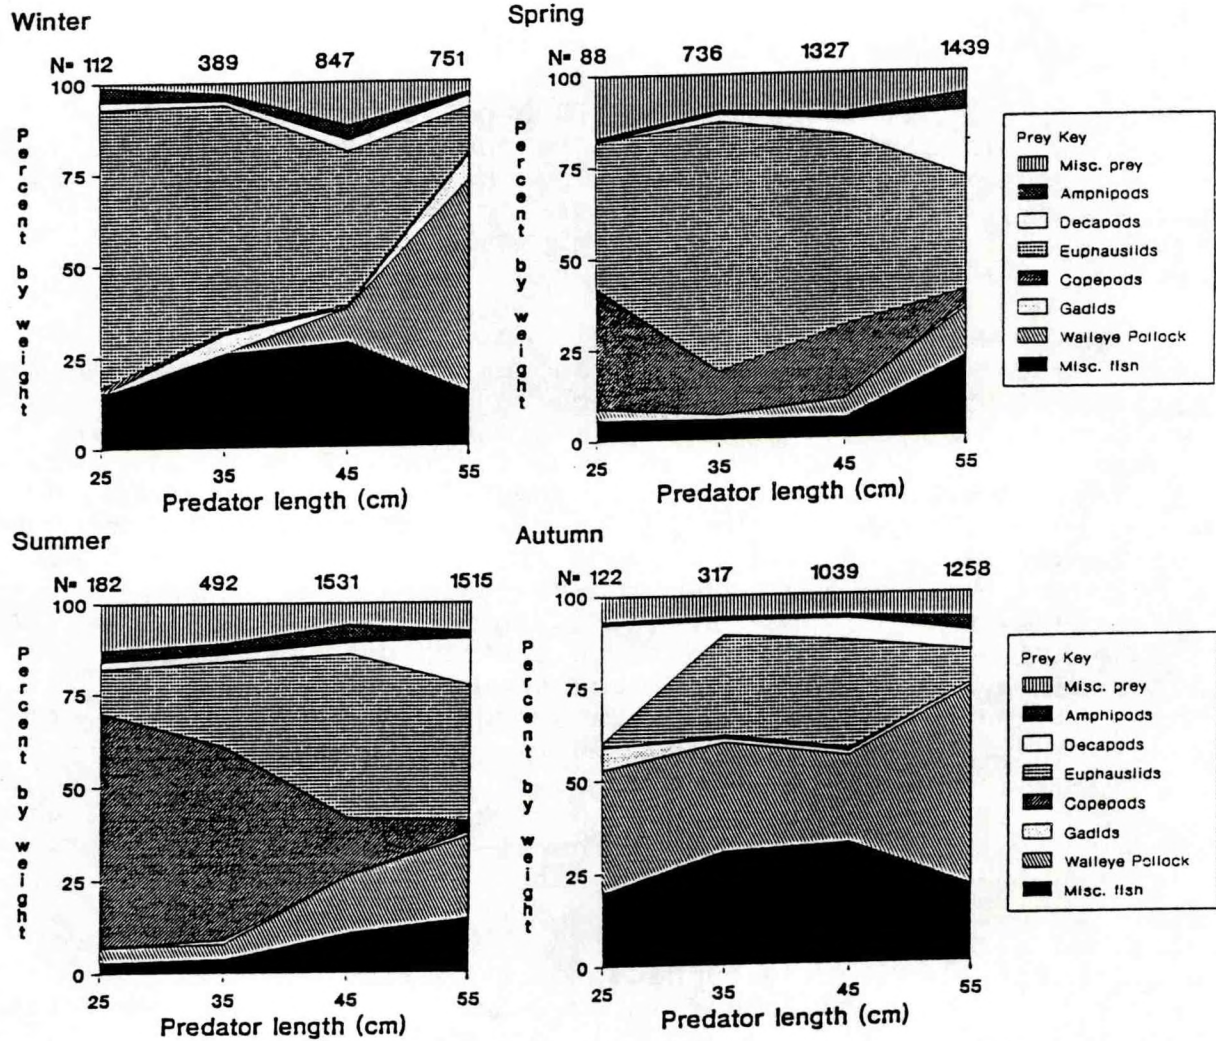 Winter
N= 112 389 847 751
100
75
50
25
0
Percent by weight
25 35 45 55
Predator length (cm)
Spring
N= 88 736 1327 1439
100
75
50
25
0
Percent by weight
25 35 45 55
Predator length (cm)
Prey Key
Misc. prey
Amphipods
Decapods
Euphausiids
Copepods
Gadids
Walleye Pollock
Misc. fish
Summer
N= 182 492 1531 1515
100
75
50
25
0
Percent by weight
25 35 45 55
Predator length (cm)
Autumn
N= 122 317 1039 1258
100
75
50
25
0
Percent by weight
25 35 45 55
Predator length (cm)
Prey Key
Misc. prey
Amphipods
Decapods
Euphausiids
Copepods
Gadids
Walleye Pollock
Misc. fish